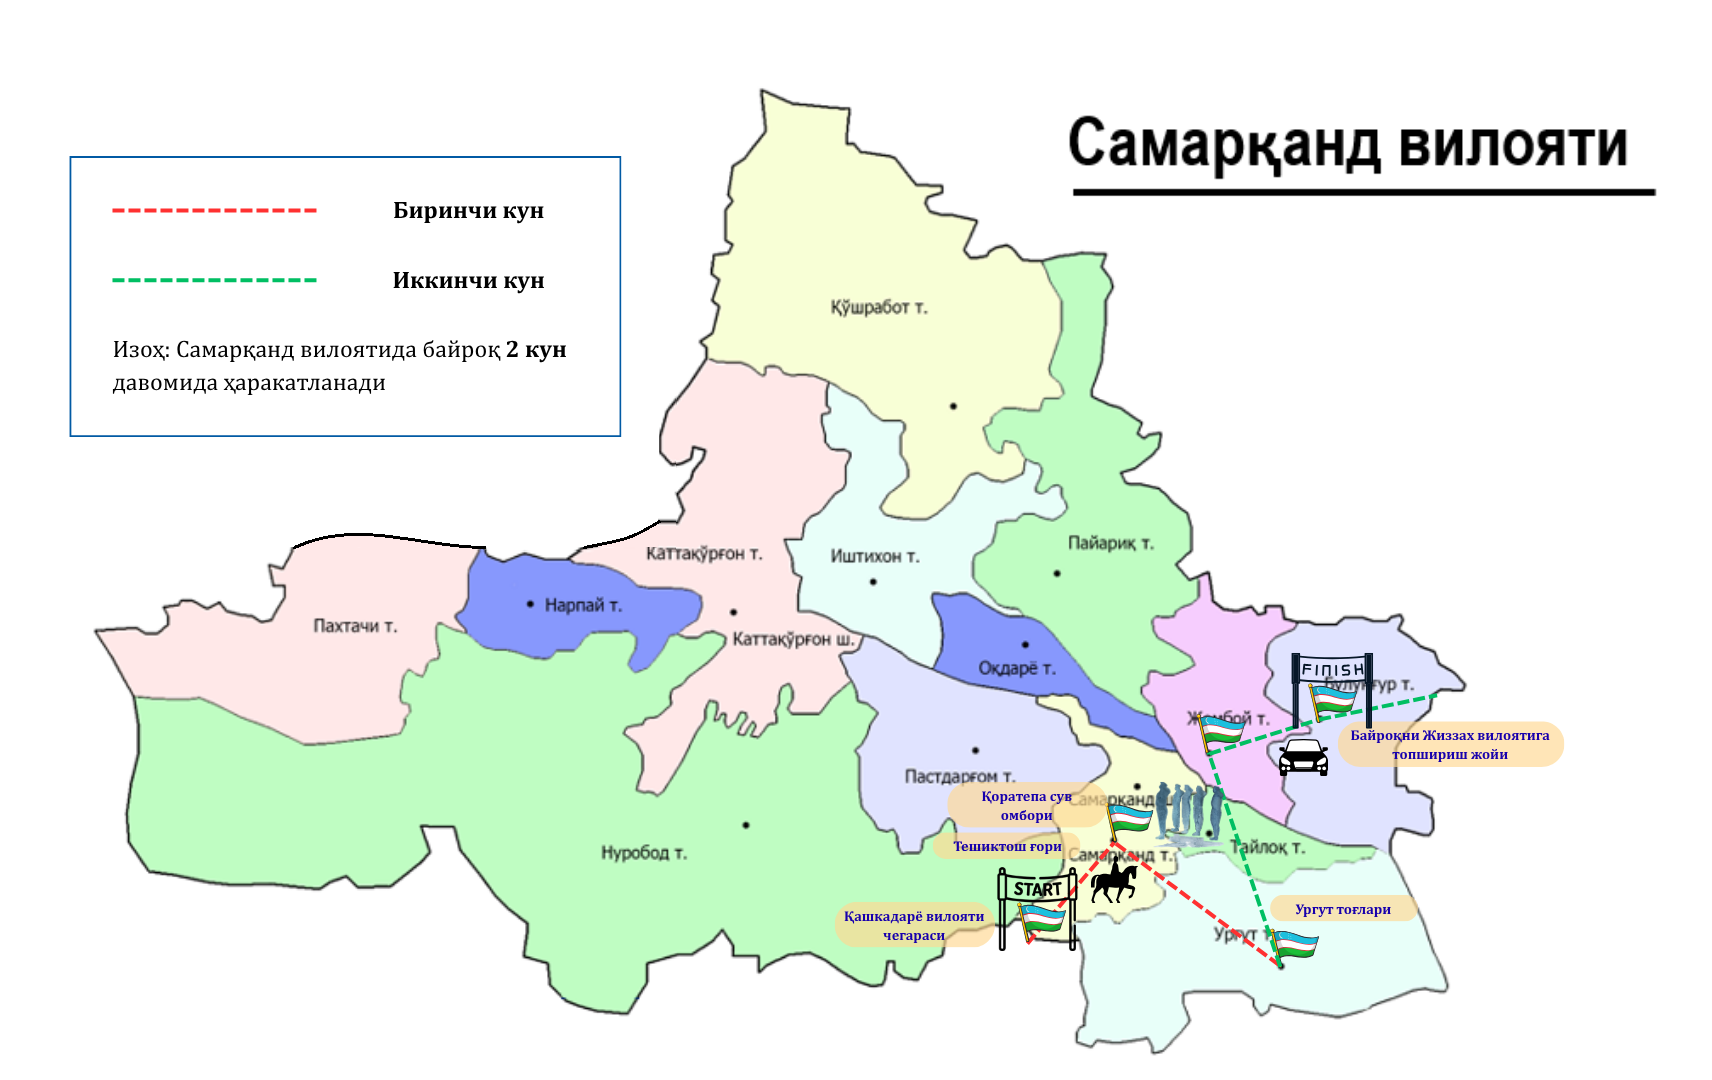 Самарқанд вилояти
Биринчи кун
Иккинчи кун
Изоҳ: Самарқанд вилоятида байроқ 2 кун
давомида ҳаракатланади
Қўшработ т.
Пайариқ т.
Каттақўрғон т.
Иштихон т.
Нарпай т.
Пахтачи т.
Каттақўрғон ш.
Оқдарё т.
FINISH
Булунғур т.
Жомбой т.
Байроқни Жиззах вилоятига
топшириш жойи
Пастдарғом т.
Қоратепа сув
омбори
Самарқанд ш.
Тешиктош ғори
Самарқанд т.
Тайлоқ т.
Нуробод т.
START
Қашкадарё вилояти
чегараси
Ургут тоғлари
Ургут т.